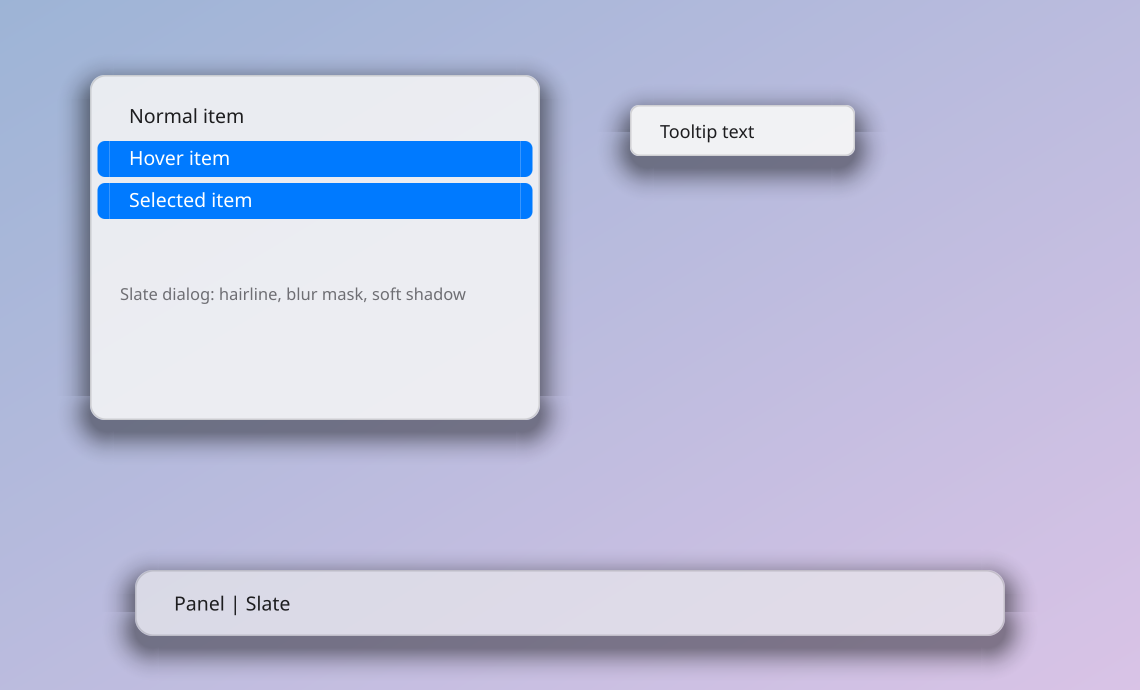 Normal item
Hover item
Selected item
Slate dialog: hairline, blur mask, soft shadow
Tooltip text
Panel | Slate